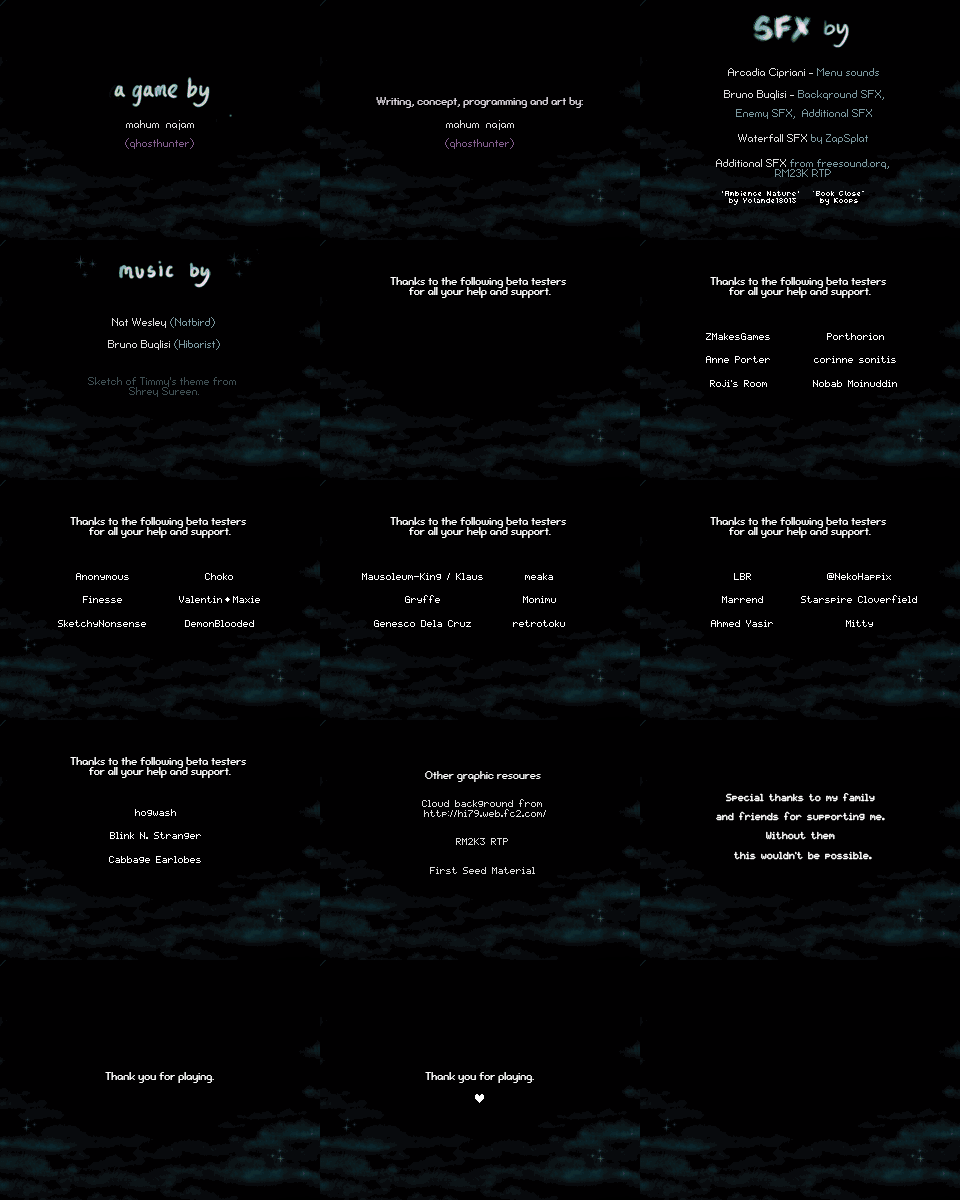 a game by
mahum najam
(ghosthunter)
Writing, concept, programming and art by:
mahum najam
(ghosthunter)
SFX by
Arcadia Cipriani - Menu sounds
Bruno Buglisi - Background SFX,
Enemy SFX, Additional SFX
Waterfall SFX by ZapSplat
Additional SFX from freesound.org,
RM23K RTP
"Ambience Nature" "Book Close"
by Yolande18015 by Koops
music by
Nat Wesley (Natbird)
Bruno Buglisi (Hibarist)
Sketch of Timmy's theme from
Shrey Sureen.
Thanks to the following beta testers
for all your help and support.
Thanks to the following beta testers
for all your help and support.
ZMakesGames Porthorion
Anne Porter corinne sonitis
Roji's Room Nobab Moinuddin
Thanks to the following beta testers
for all your help and support.
Anonymous Choko
Finesse Valentin✦Maxie
SketchyNonsense DemonBlooded
Thanks to the following beta testers
for all your help and support.
Mausoleum-King / Klaus meaka
Gryffe Monimu
Genesco Dela Cruz retrotoku
Thanks to the following beta testers
for all your help and support.
LBR @NekoHappix
Marrend Starspire Cloverfield
Ahmed Yasir Mitty
Thanks to the following beta testers
for all your help and support.
hogwash
Blink N. Stranger
Cabbage Earlobes
Other graphic resoures
Cloud background from
http://hi79.web.fc2.com/
RM2K3 RTP
First Seed Material
Special thanks to my family
and friends for supporting me.
Without them
this wouldn't be possible.
Thank you for playing.
Thank you for playing.
♥